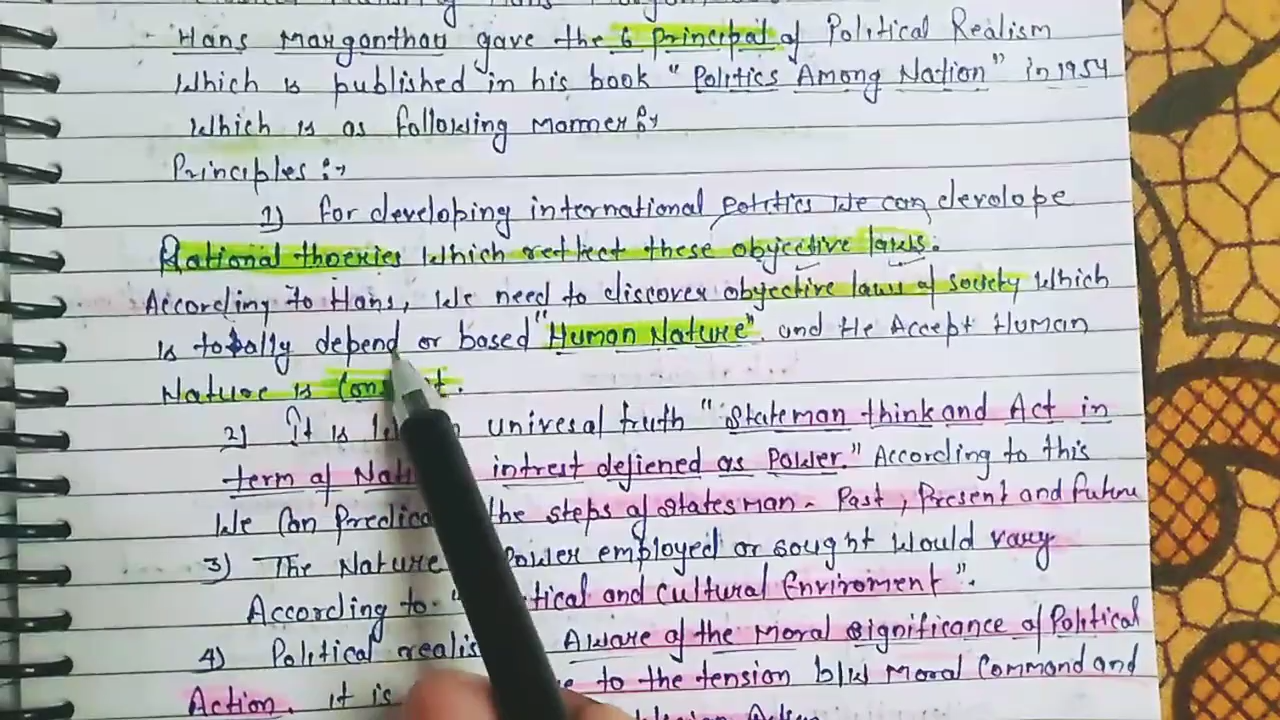 Hans Marganthau gave the 6 principal of Political Realism
Which is published in his book "Politics Among Nation" in 1954
Which is as following manner:
Principles:
1) for developing international politics We can develope
Rational thoeries Which reflect these objective laws.
According to Hans, We need to discover objective laws of society Which
is totally depend or based "Human Nature" and He Accept Human
Nature is
2) It is universal truth "Stateman think and Act in
term of intrest defiened as Power." According to this
We Can the steps of statesman - Past, Present and future
3) The Nature Power employed or sought Would vary
According to and cultural Enviroment".
4) Political Aware of the Moral significance of Political
Action. it is to the tension b/w Moral Command and